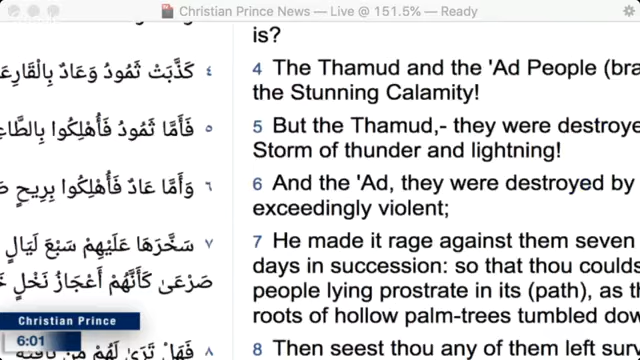 Christian Prince News — Live @ 151.5% — Ready
is?
٤ كَذَّبَتْ ثَمُودُ وَعَادٌ بِالْقَارِعَ
4 The Thamud and the 'Ad People (bra
the Stunning Calamity!
٥ فَأَمَّا ثَمُودُ فَأُهْلِكُوا بِالطَّا
5 But the Thamud,- they were destroye
Storm of thunder and lightning!
٦ وَأَمَّا عَادٌ فَأُهْلِكُوا بِرِيحٍ
6 And the 'Ad, they were destroyed by
exceedingly violent;
٧ سَخَّرَهَا عَلَيْهِمْ سَبْعَ لَيَالٍ
صَرْعَىٰ كَأَنَّهُمْ أَعْجَازُ نَخْلٍ
7 He made it rage against them seven
days in succession: so that thou coulds
people lying prostrate in its (path), as th
roots of hollow palm-trees tumbled dow
٨ فَهَلْ تَرَىٰ لَهُمْ مِنْ
8 Then seest thou any of them left surv
Christian Prince
6:01